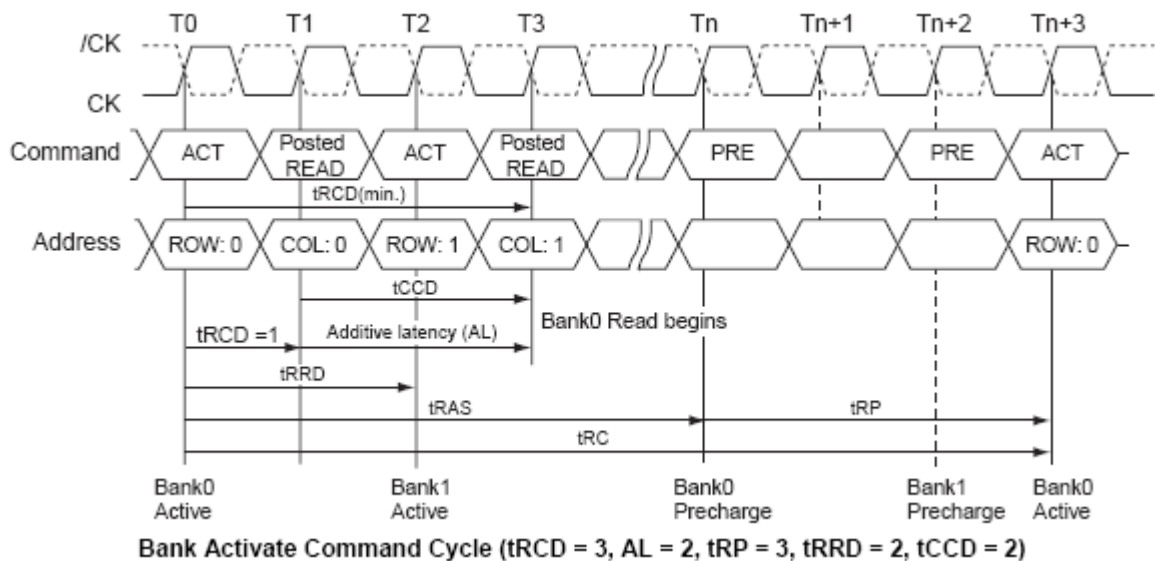 T0 T1 T2 T3 Tn Tn+1 Tn+2 Tn+3
/CK
CK
Command ACT Posted READ ACT Posted READ PRE PRE ACT
tRCD(min.)
Address ROW: 0 COL: 0 ROW: 1 COL: 1 ROW: 0
tCCD
Bank0 Read begins
tRCD =1 Additive latency (AL)
tRRD
tRAS tRP
tRC
Bank0 Active Bank1 Active Bank0 Precharge Bank1 Precharge Bank0 Active
Bank Activate Command Cycle (tRCD = 3, AL = 2, tRP = 3, tRRD = 2, tCCD = 2)